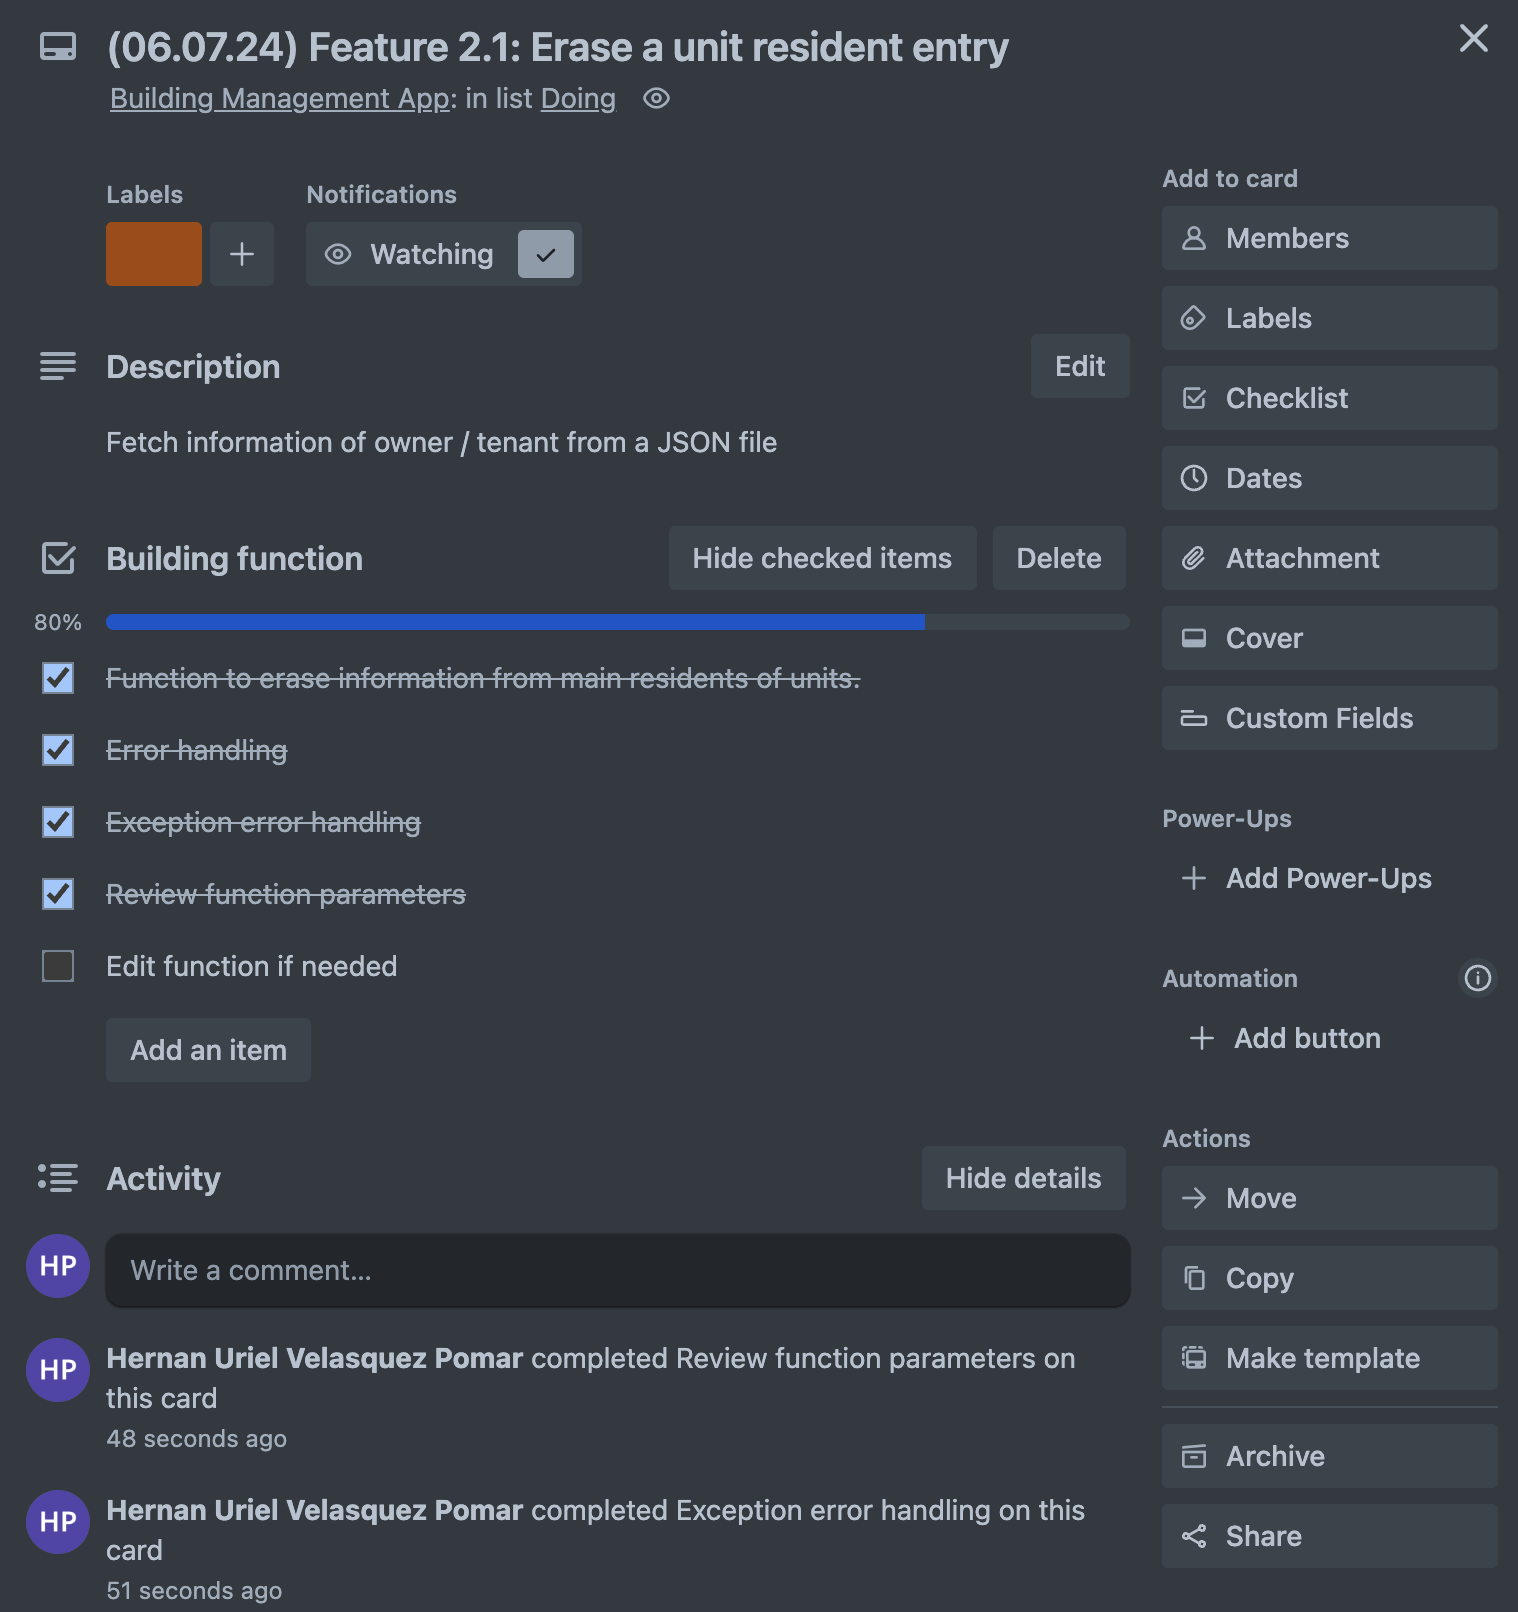 (06.07.24) Feature 2.1: Erase a unit resident entry
Building Management App: in list Doing
Labels
Notifications
Watching
Description
Edit
Fetch information of owner / tenant from a JSON file
Building function
Hide checked items
Delete
80%
Function to erase information from main residents of units.
Error handling
Exception error handling
Review function parameters
Edit function if needed
Add an item
Activity
Hide details
HP
Write a comment...
HP
Hernan Uriel Velasquez Pomar completed Review function parameters on
this card
48 seconds ago
HP
Hernan Uriel Velasquez Pomar completed Exception error handling on this
card
51 seconds ago
Add to card
Members
Labels
Checklist
Dates
Attachment
Cover
Custom Fields
Power-Ups
Add Power-Ups
Automation
Add button
Actions
Move
Copy
Make template
Archive
Share